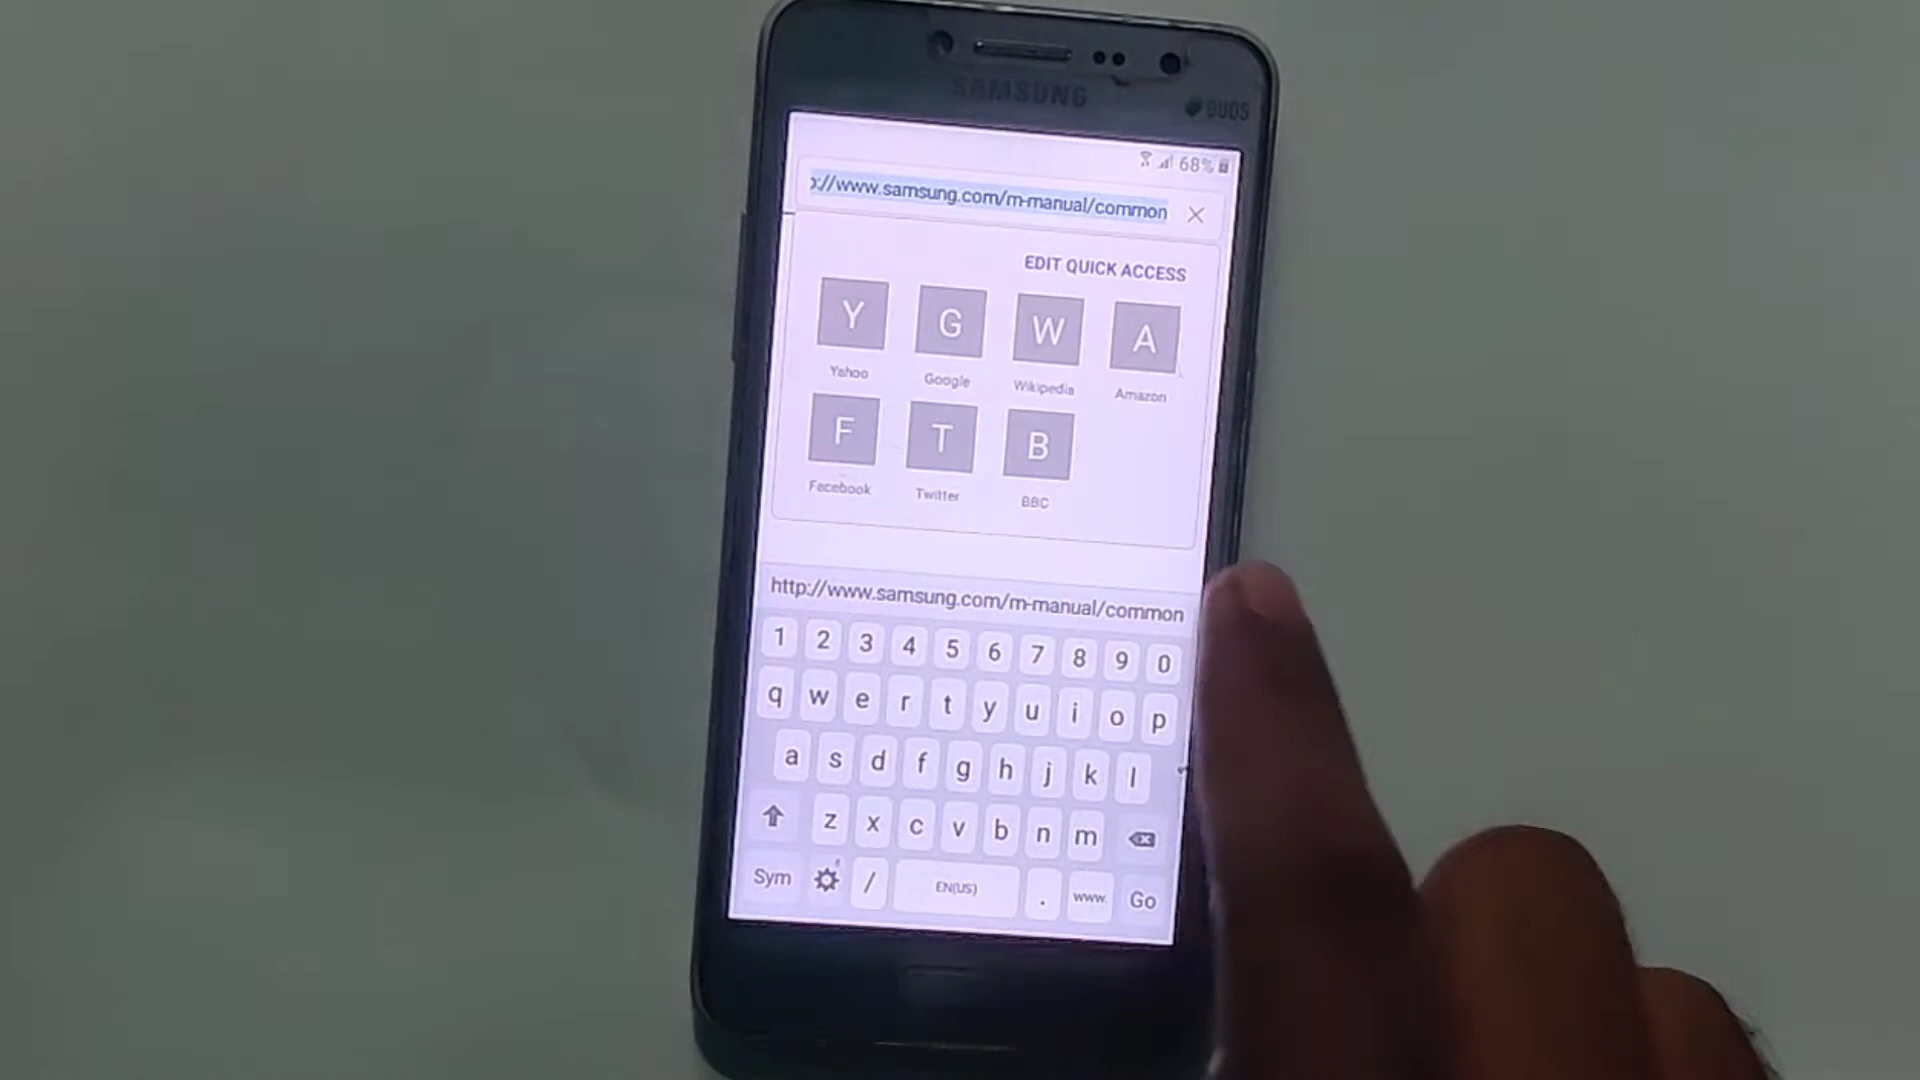 SAMSUNG
DUOS
68%
://www.samsung.com/m-manual/common
EDIT QUICK ACCESS
Y G W A
Yahoo Google Wikipedia Amazon
F T B
Facebook Twitter BBC
http://www.samsung.com/m-manual/common
1 2 3 4 5 6 7 8 9 0
q w e r t y u i o p
a s d f g h j k l
z x c v b n m
Sym / EN(US) . www. Go